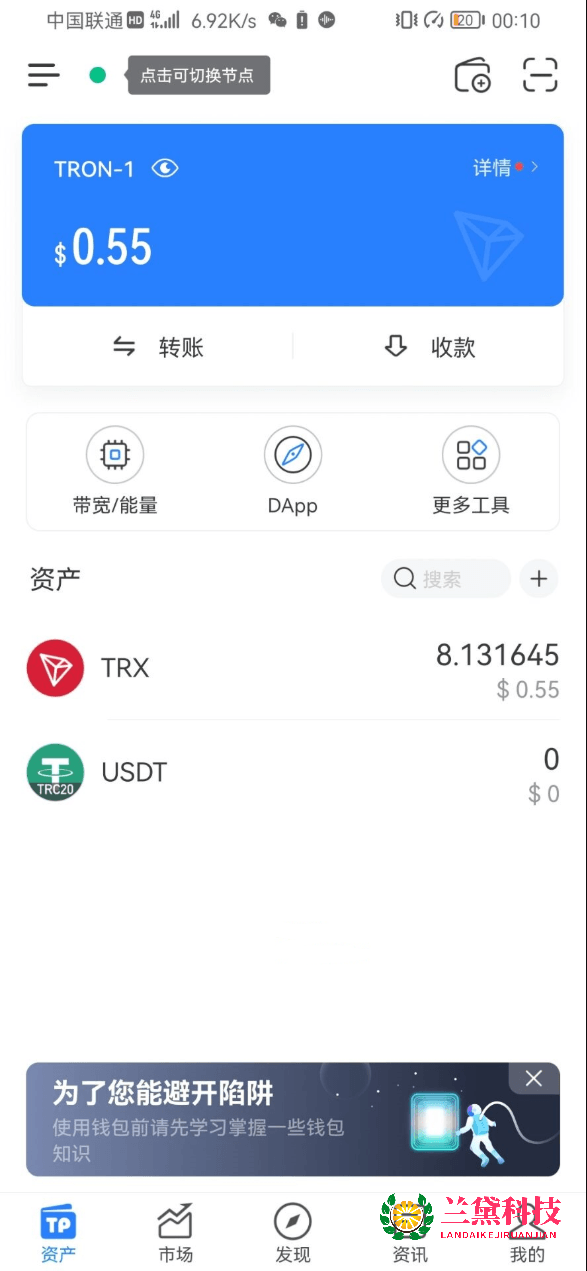 中国联通 HD 4G 6.92K/s 20 00:10
点击可切换节点
TRON-1 详情
$0.55
转账 收款
带宽/能量 DApp 更多工具
资产 搜索
TRX 8.131645
$ 0.55
USDT 0
TRC20 $ 0
为了您能避开陷阱
使用钱包前请先学习掌握一些钱包
知识
TP
兰黛科技
LANDAIKEJIRUANJIAN
资产 市场 发现 资讯 我的